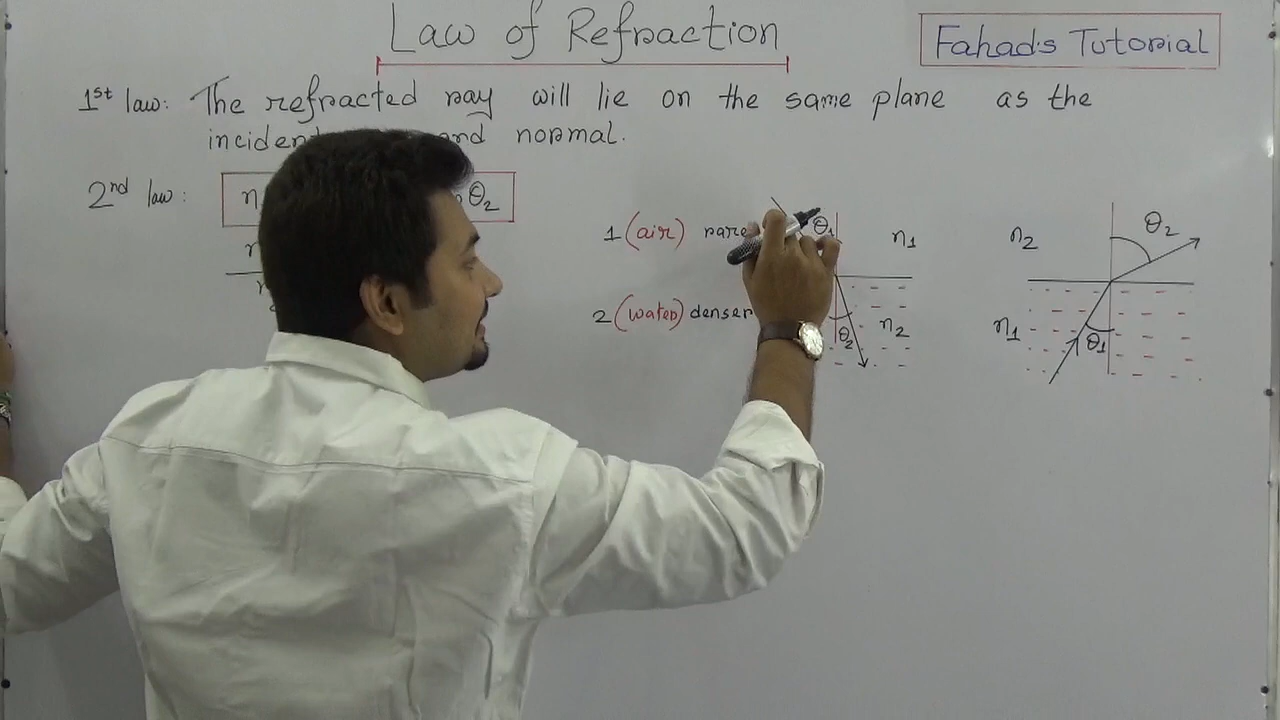 Law of Refraction
Fahad's Tutorial
1st law: The refracted ray will lie on the same plane as the
inciden and normal.
2nd law: n θ2
1 (air) rare θ1 n1
2 (water) denser θ2 n2
n2 θ2
n1 θ1